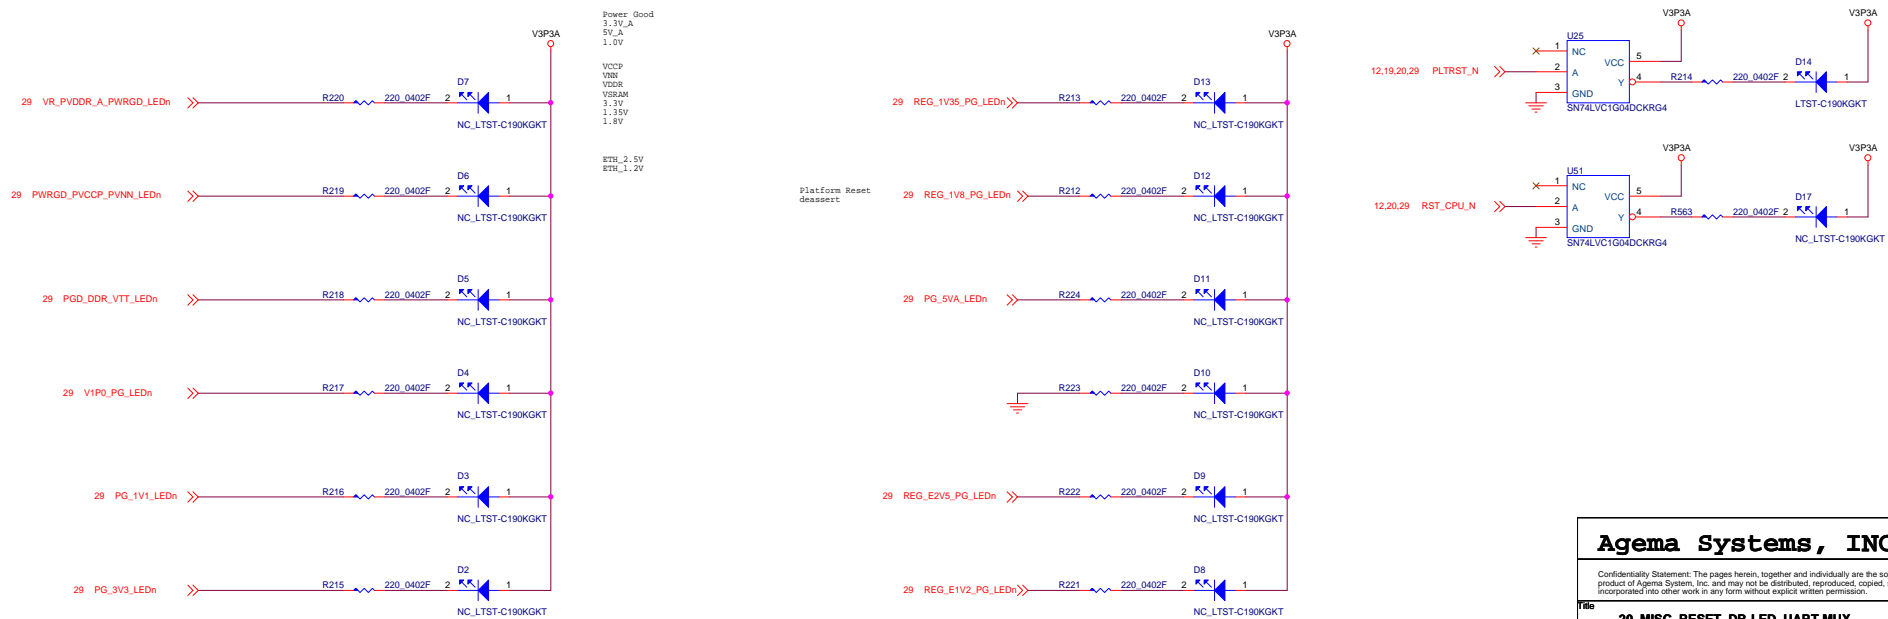 Power Good
3.3V_A
5V_A
1.0V
VCCP
VNN
VDDR
VSRAM
3.3V
1.35V
1.8V
ETH_2.5V
ETH_1.2V
Platform Reset
deassert
V3P3A
29 VR_PVDDR_A_PWRGD_LEDn R220 220_0402F 2 D7 1
NC_LTST-C190KGKT
29 PWRGD_PVCCP_PVNN_LEDn R219 220_0402F 2 D6 1
NC_LTST-C190KGKT
29 PGD_DDR_VTT_LEDn R218 220_0402F 2 D5 1
NC_LTST-C190KGKT
29 V1P0_PG_LEDn R217 220_0402F 2 D4 1
NC_LTST-C190KGKT
29 PG_1V1_LEDn R216 220_0402F 2 D3 1
NC_LTST-C190KGKT
29 PG_3V3_LEDn R215 220_0402F 2 D2 1
NC_LTST-C190KGKT
V3P3A
29 REG_1V35_PG_LEDn R213 220_0402F 2 D13 1
NC_LTST-C190KGKT
29 REG_1V8_PG_LEDn R212 220_0402F 2 D12 1
NC_LTST-C190KGKT
29 PG_5VA_LEDn R224 220_0402F 2 D11 1
NC_LTST-C190KGKT
R223 220_0402F 2 D10 1
NC_LTST-C190KGKT
29 REG_E2V5_PG_LEDn R222 220_0402F 2 D9 1
NC_LTST-C190KGKT
29 REG_E1V2_PG_LEDn R221 220_0402F 2 D8 1
NC_LTST-C190KGKT
V3P3A V3P3A
U25
1 NC
VCC 5
12,19,20,29 PLTRST_N 2 A
Y 4 R214 220_0402F 2 D14 1
3 GND
SN74LVC1G04DCKRG4
LTST-C190KGKT
V3P3A V3P3A
U51
1 NC
VCC 5
12,20,29 RST_CPU_N 2 A
Y 4 R563 220_0402F 2 D17 1
3 GND
SN74LVC1G04DCKRG4
NC_LTST-C190KGKT
Agema Systems, INC
Confidentiality Statement: The pages herein, together and individually are the so
product of Agema System, Inc. and may not be distributed, reproduced, copied,
incorporated into other work in any form without explicit written permission.
Title
20_MISC_RESET_DB LED_UART MUX